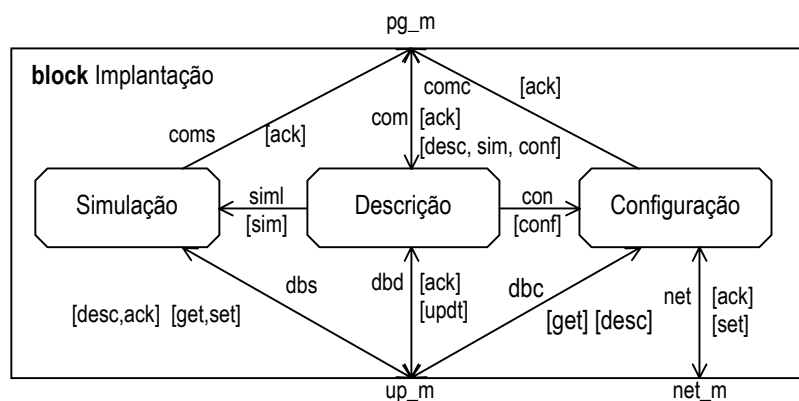 pg_m
block Implantação
comc
[ack]
coms
[ack]
com
[ack]
[desc, sim, conf]
Simulação
siml
[sim]
Descrição
con
[conf]
Configuração
dbs
dbd
[ack]
[updt]
dbc
net
[ack]
[set]
[desc,ack] [get,set]
[get] [desc]
up_m
net_m